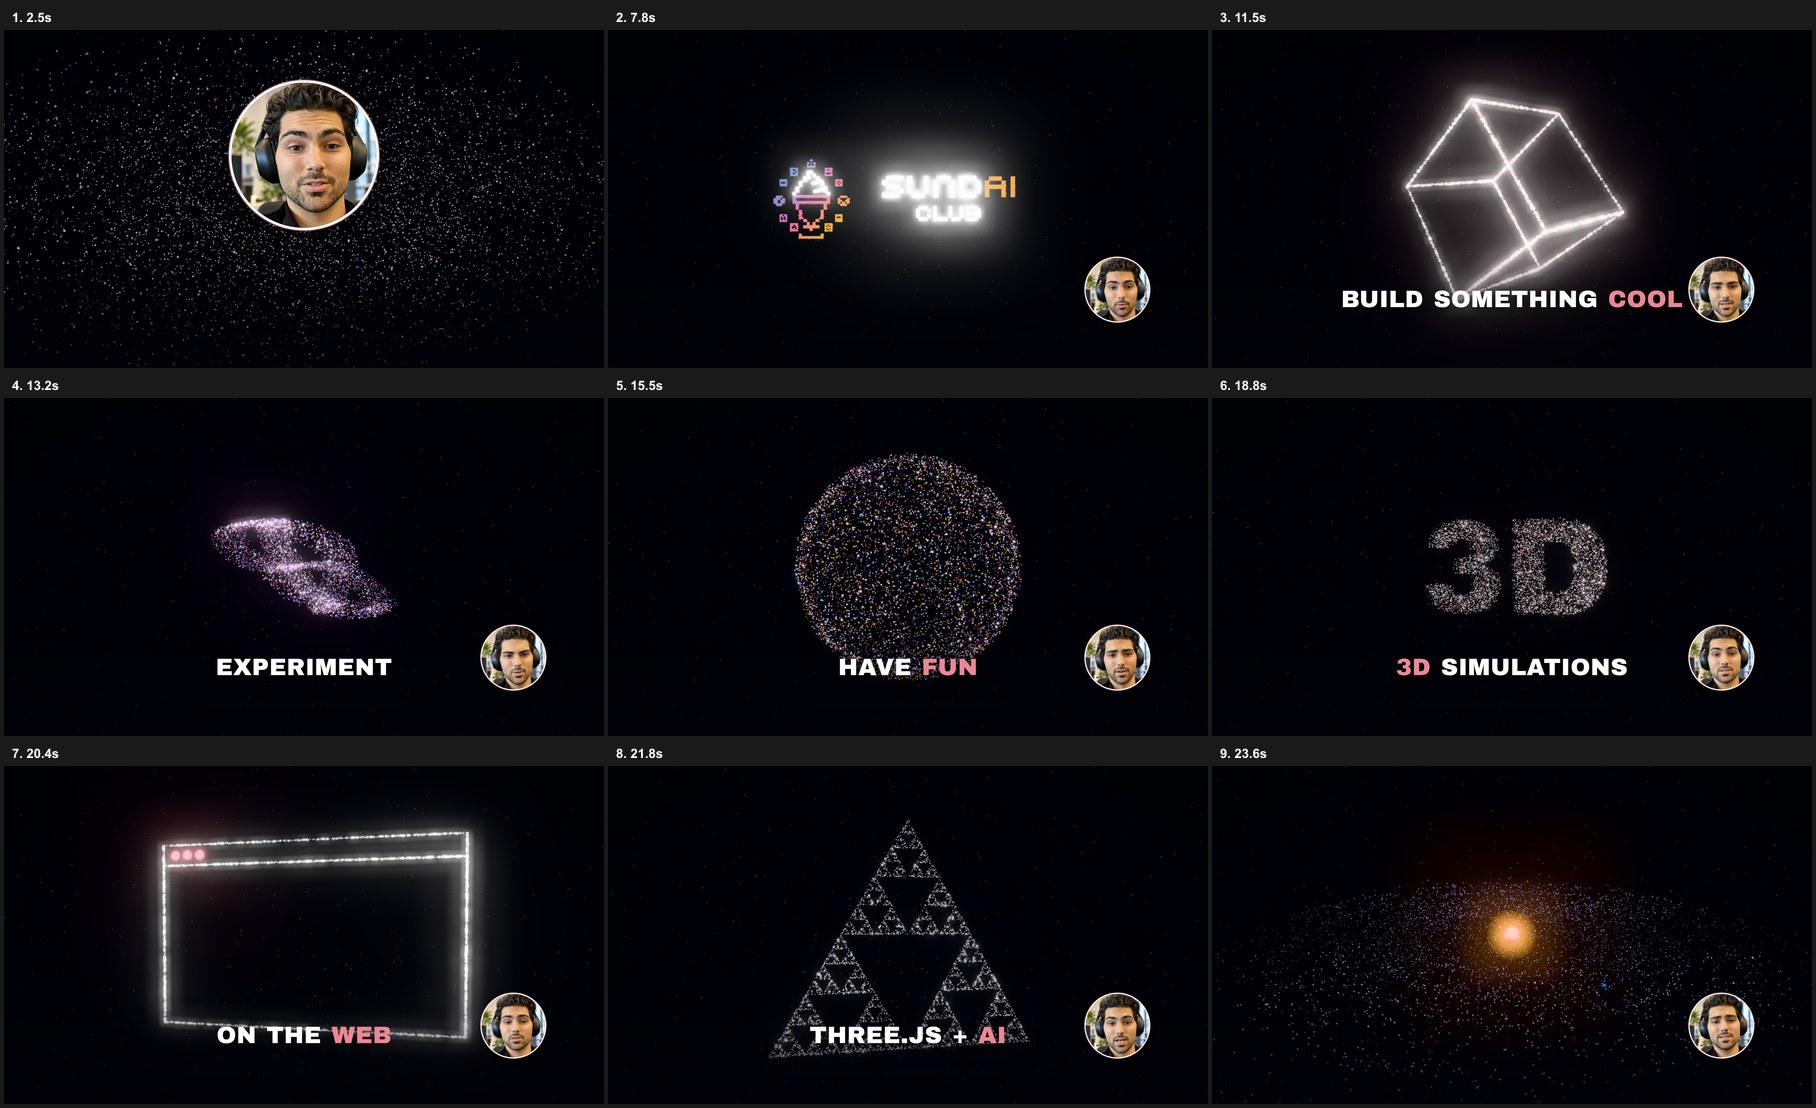 1. 2.5s
2. 7.8s
SUNDAI
CLUB
3. 11.5s
BUILD SOMETHING COOL
4. 13.2s
EXPERIMENT
5. 15.5s
HAVE FUN
6. 18.8s
3D
3D SIMULATIONS
7. 20.4s
ON THE WEB
8. 21.8s
THREE.JS + AI
9. 23.6s